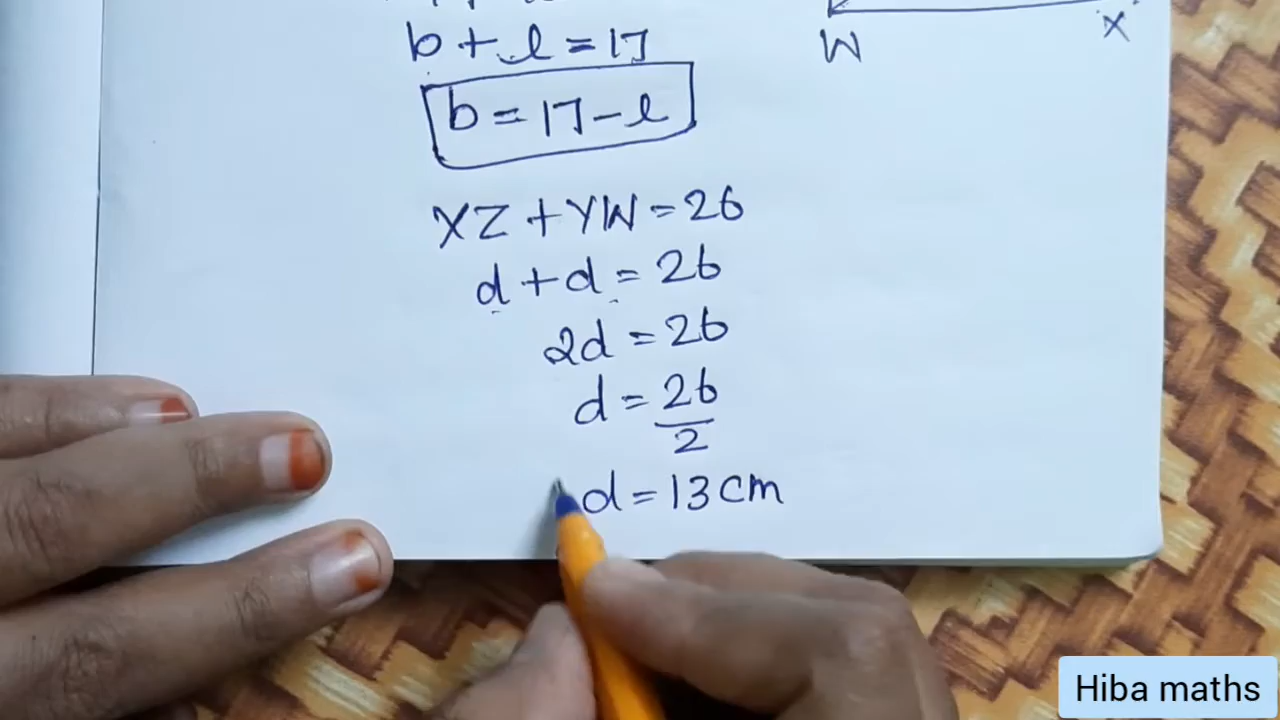 b + l = 17
W
X
b = 17 - l
XZ + YW = 26
d + d = 26
2d = 26
d = 26
2
d = 13 cm
Hiba maths